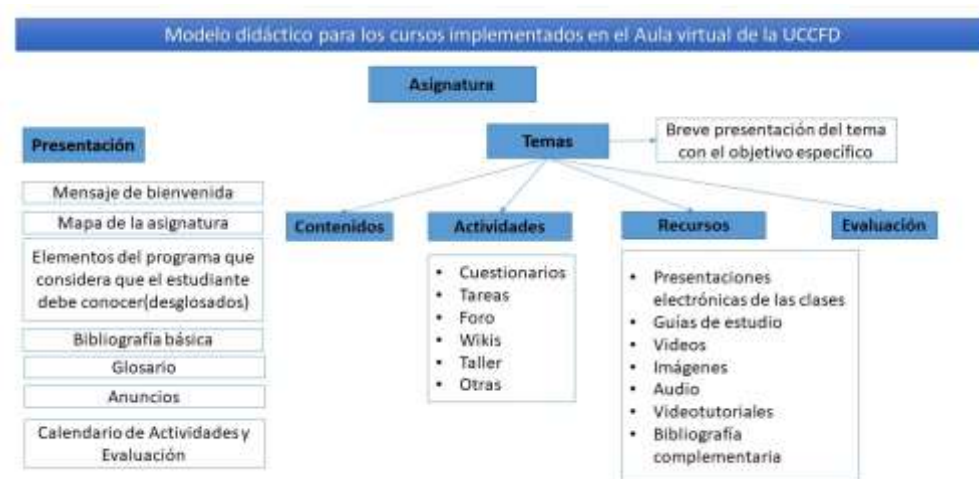 Modelo didáctico para los cursos implementados en el Aula virtual de la UCCFD
Asignatura
Presentación
Mensaje de bienvenida
Mapa de la asignatura
Elementos del programa que
considera que el estudiante
debe conocer(desglosados)
Bibliografía básica
Glosario
Anuncios
Calendario de Actividades y
Evaluación
Temas
Breve presentación del tema
con el objetivo específico
Contenidos
Actividades
• Cuestionarios
• Tareas
• Foro
• Wikis
• Taller
• Otras
Recursos
• Presentaciones
electrónicas de las clases
• Guías de estudio
• Videos
• Imágenes
• Audio
• Videotutoriales
• Bibliografía
complementaria
Evaluación